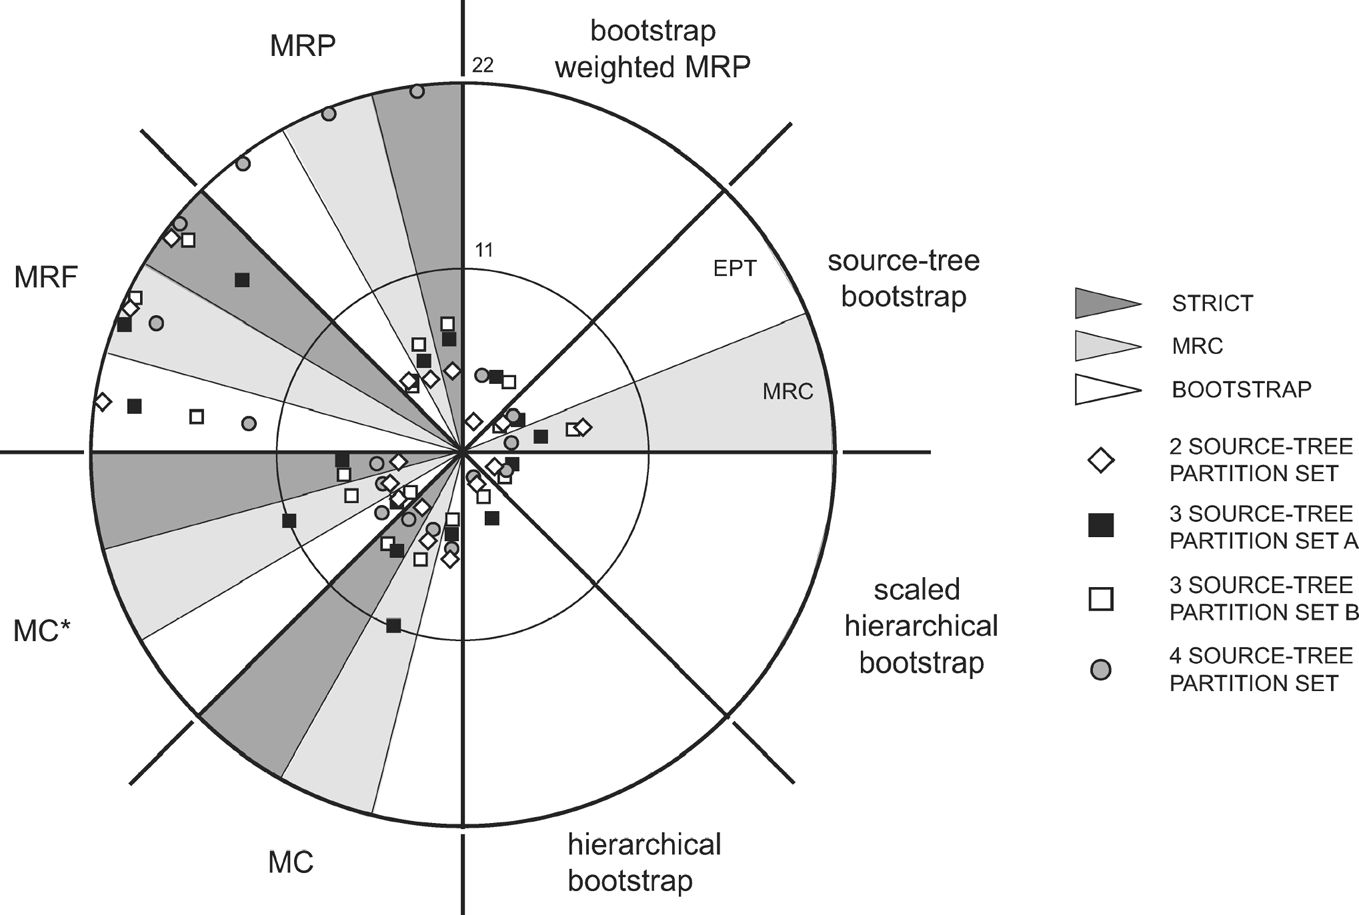 MRP
bootstrap
weighted MRP
22
11
MRF
EPT
source-tree
bootstrap
MRC
STRICT
MRC
BOOTSTRAP
2 SOURCE-TREE
PARTITION SET
3 SOURCE-TREE
PARTITION SET A
3 SOURCE-TREE
PARTITION SET B
4 SOURCE-TREE
PARTITION SET
MC*
scaled
hierarchical
bootstrap
MC
hierarchical
bootstrap